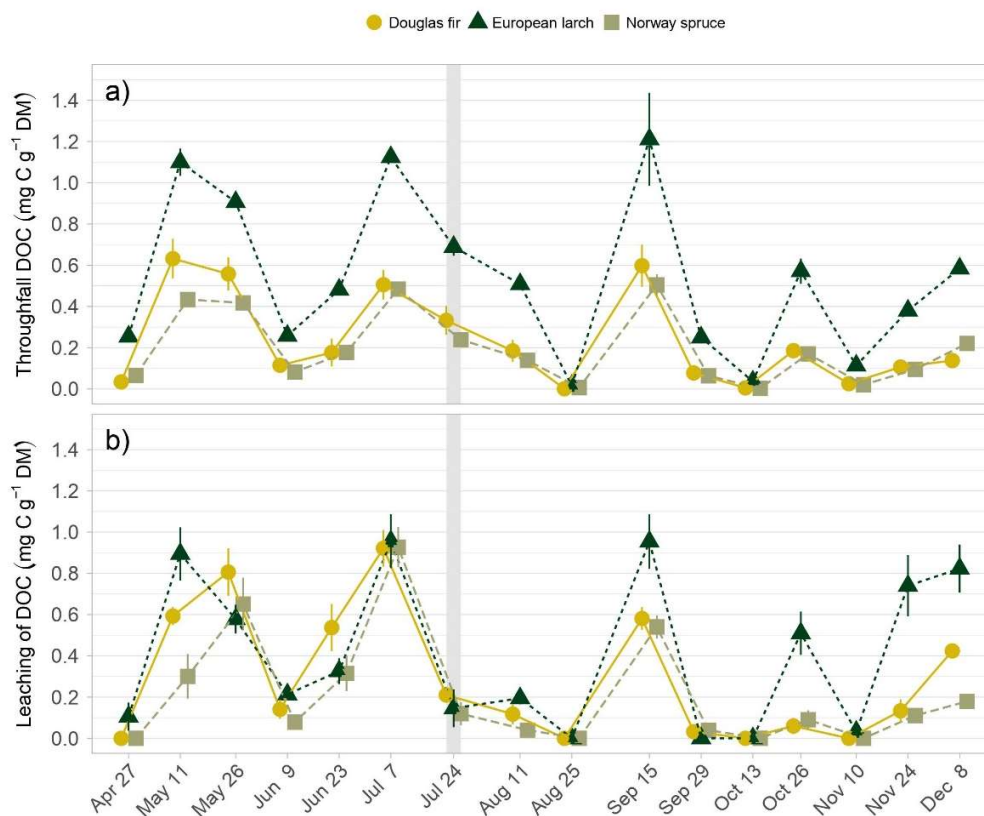 Douglas fir European larch Norway spruce
a)
Throughfall DOC (mg C g⁻¹ DM)
1.4
1.2
1.0
0.8
0.6
0.4
0.2
0.0
b)
Leaching of DOC (mg C g⁻¹ DM)
1.4
1.2
1.0
0.8
0.6
0.4
0.2
0.0
Apr 27 May 11 May 26 Jun 9 Jun 23 Jul 7 Jul 24 Aug 11 Aug 25 Sep 15 Sep 29 Oct 13 Oct 26 Nov 10 Nov 24 Dec 8